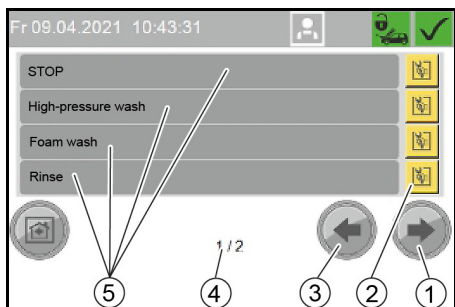 Fr 09.04.2021 10:43:31
STOP
High-pressure wash
Foam wash
Rinse
1 / 2
5 4 3 2 1